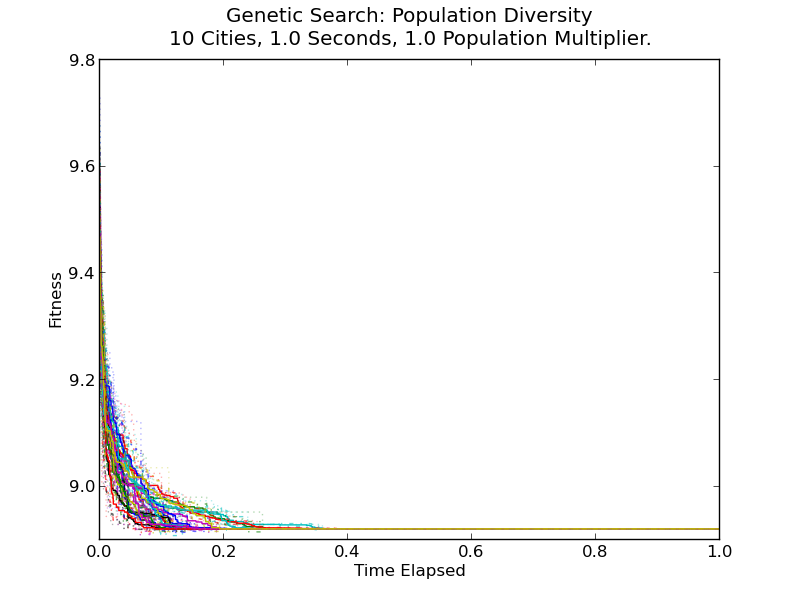 Genetic Search: Population Diversity
10 Cities, 1.0 Seconds, 1.0 Population Multiplier.
9.8
9.6
9.4
9.2
9.0
Fitness
0.0 0.2 0.4 0.6 0.8 1.0
Time Elapsed